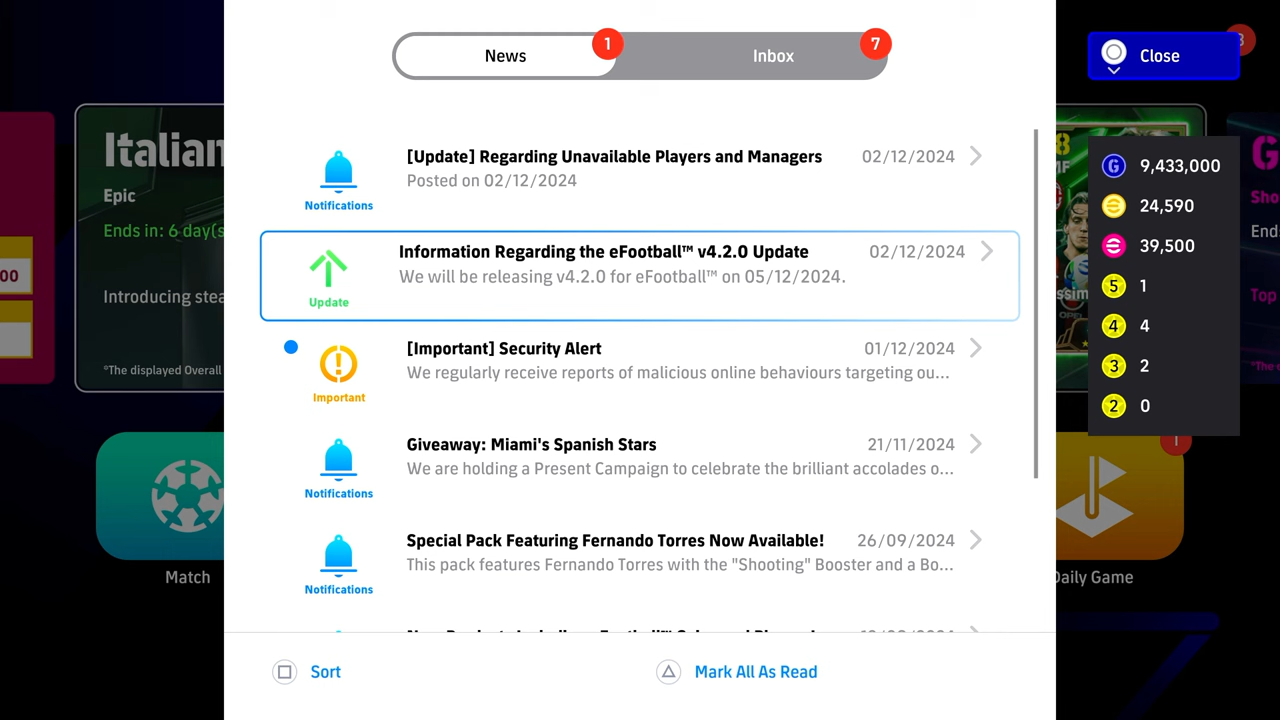 News
1
Inbox
7
Close
Italian
Epic
Ends in: 6 day(s
Introducing stea
*The displayed Overall
00
[Update] Regarding Unavailable Players and Managers
02/12/2024
Posted on 02/12/2024
Notifications
Information Regarding the eFootball™ v4.2.0 Update
02/12/2024
We will be releasing v4.2.0 for eFootball™ on 05/12/2024.
Update
[Important] Security Alert
01/12/2024
We regularly receive reports of malicious online behaviours targeting ou...
Important
Giveaway: Miami's Spanish Stars
21/11/2024
We are holding a Present Campaign to celebrate the brilliant accolades o...
Notifications
Special Pack Featuring Fernando Torres Now Available!
26/09/2024
This pack features Fernando Torres with the "Shooting" Booster and a Bo...
Notifications
Sort
Mark All As Read
9,433,000
24,590
39,500
5 1
4 4
3 2
2 0
Match
Daily Game
1